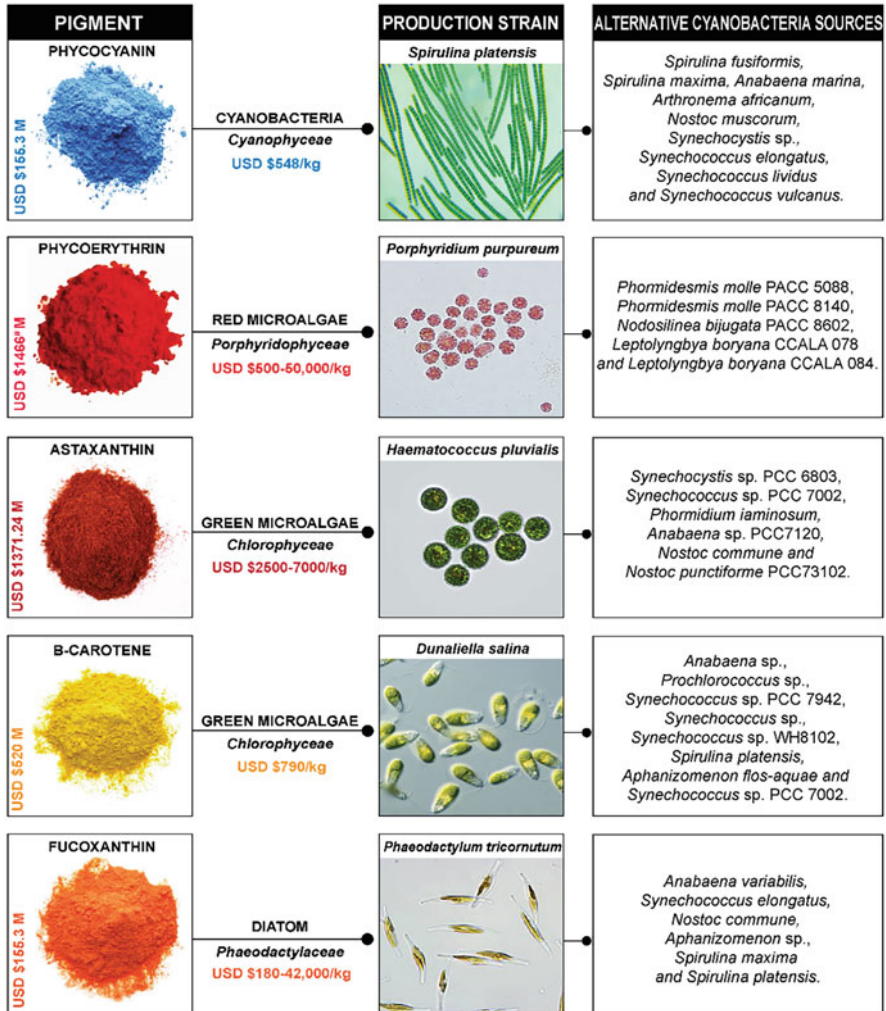 PIGMENT
PRODUCTION STRAIN
ALTERNATIVE CYANOBACTERIA SOURCES
PHYCOCYANIN
USD $155.3 M
CYANOBACTERIA
Cyanophyceae
USD $548/kg
Spirulina platensis
Spirulina fusiformis,
Spirulina maxima, Anabaena marina,
Arthronema africanum,
Nostoc muscorum,
Synechocystis sp.,
Synechococcus elongatus,
Synechococcus lividus
and Synechococcus vulcanus.
PHYCOERYTHRIN
USD $1466ª M
RED MICROALGAE
Porphyridophyceae
USD $500-50,000/kg
Porphyridium purpureum
Phormidesmis molle PACC 5088,
Phormidesmis molle PACC 8140,
Nodosilinea bijugata PACC 8602,
Leptolyngbya boryana CCALA 078
and Leptolyngbya boryana CCALA 084.
ASTAXANTHIN
USD $1371.24 M
GREEN MICROALGAE
Chlorophyceae
USD $2500-7000/kg
Haematococcus pluvialis
Synechocystis sp. PCC 6803,
Synechococcus sp. PCC 7002,
Phormidium iaminosum,
Anabaena sp. PCC7120,
Nostoc commune and
Nostoc punctiforme PCC73102.
B-CAROTENE
USD $520 M
GREEN MICROALGAE
Chlorophyceae
USD $790/kg
Dunaliella salina
Anabaena sp.,
Prochlorococus sp.,
Synechococcus sp. PCC 7942,
Synechococcus sp.,
Synechococcus sp. WH8102,
Spirulina platensis,
Aphanizomenon flos-aquae and
Synechococcus sp. PCC 7002.
FUCOXANTHIN
USD $155.3 M
DIATOM
Phaeodactylaceae
USD $180-42,000/kg
Phaeodactylum tricornutum
Anabaena variabilis,
Synechococcus elongatus,
Nostoc commune,
Aphanizomenon sp.,
Spirulina maxima
and Spirulina platensis.